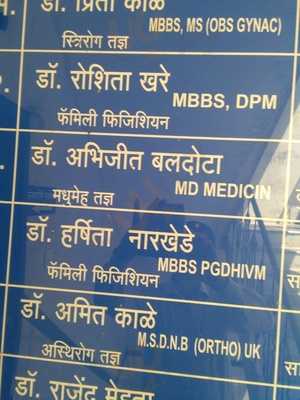 डॉ. प्रिता काळे
MBBS, MS (OBS GYNAC)
स्त्रिरोग तज्ञ
डॉ. रोशिता खरे
MBBS, DPM
फॅमिली फिजिशियन
डॉ. अभिजीत बलदोटा
MD MEDICIN
मधुमेह तज्ञ
डॉ. हर्षिता नारखेडे
MBBS PGDHIVM
फॅमिली फिजिशियन
डॉ. अमित काळे
M.S.D.N.B (ORTHO) UK
अस्थिरोग तज्ञ
डॉ. राजेंद्र मेहता